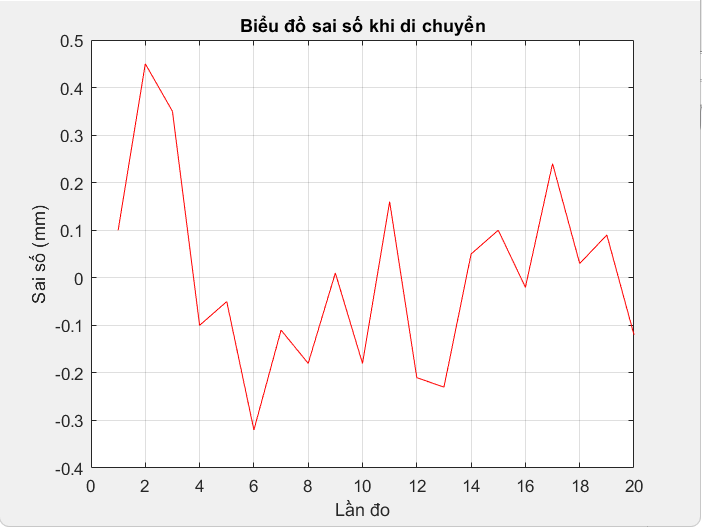 Biểu đồ sai số khi di chuyển
0.5
0.4
0.3
0.2
0.1
0
-0.1
-0.2
-0.3
-0.4
Sai số (mm)
0 2 4 6 8 10 12 14 16 18 20
Lần đo